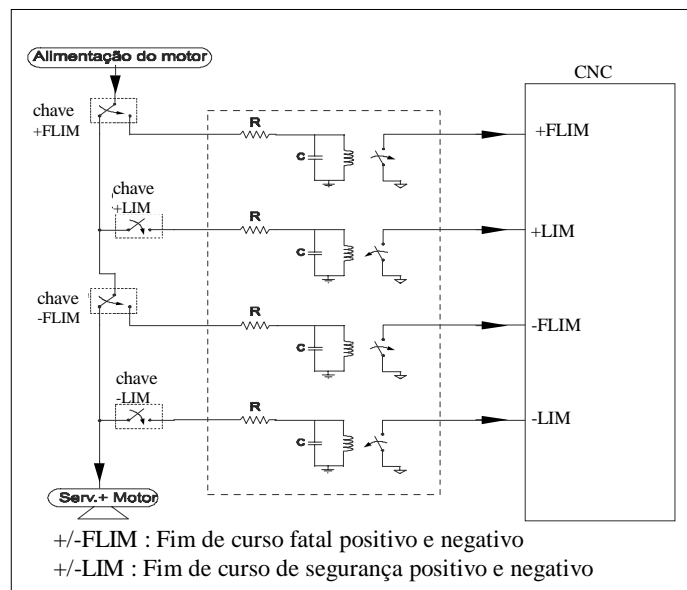 Alimentação do motor
CNC
chave
+FLIM
R
C
+FLIM
chave
+LIM
R
C
+LIM
chave
-FLIM
R
C
-FLIM
chave
-LIM
R
C
-LIM
Serv.+ Motor
+/-FLIM : Fim de curso fatal positivo e negativo
+/-LIM : Fim de curso de segurança positivo e negativo